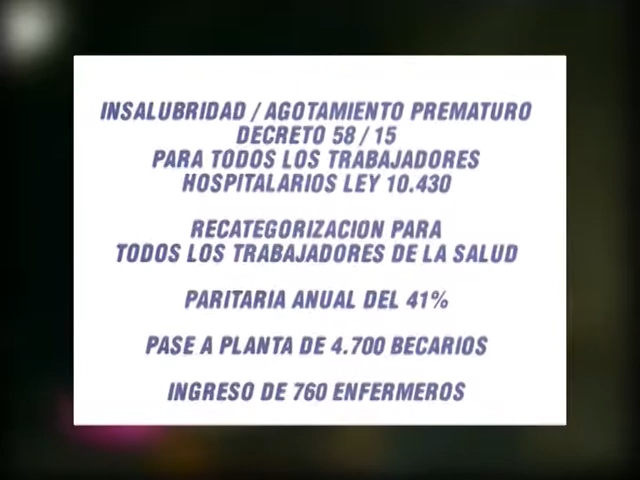 INSALUBRIDAD / AGOTAMIENTO PREMATURO
DECRETO 58 / 15
PARA TODOS LOS TRABAJADORES
HOSPITALARIOS LEY 10.430
RECATEGORIZACION PARA
TODOS LOS TRABAJADORES DE LA SALUD
PARITARIA ANUAL DEL 41%
PASE A PLANTA DE 4.700 BECARIOS
INGRESO DE 760 ENFERMEROS